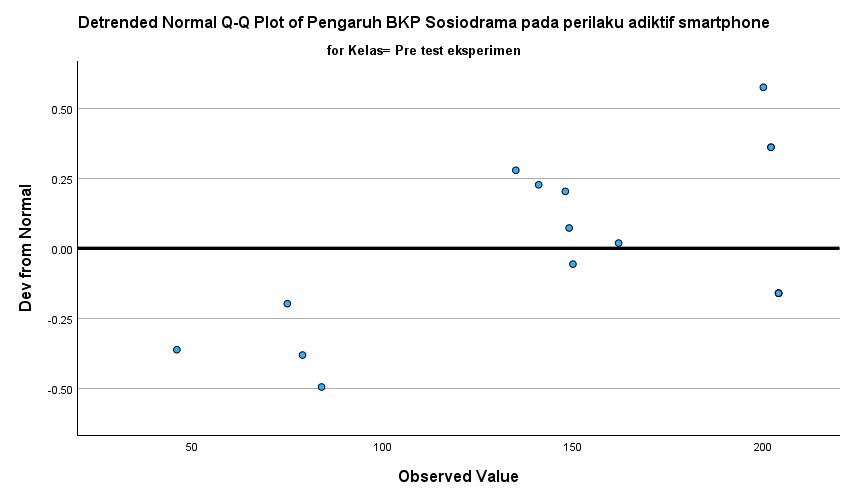 Detrended Normal Q-Q Plot of Pengaruh BKP Sosiodrama pada perilaku adiktif smartphone
for Kelas= Pre test eksperimen
0.50
0.25
0.00
-0.25
-0.50
Dev from Normal
50 100 150 200
Observed Value